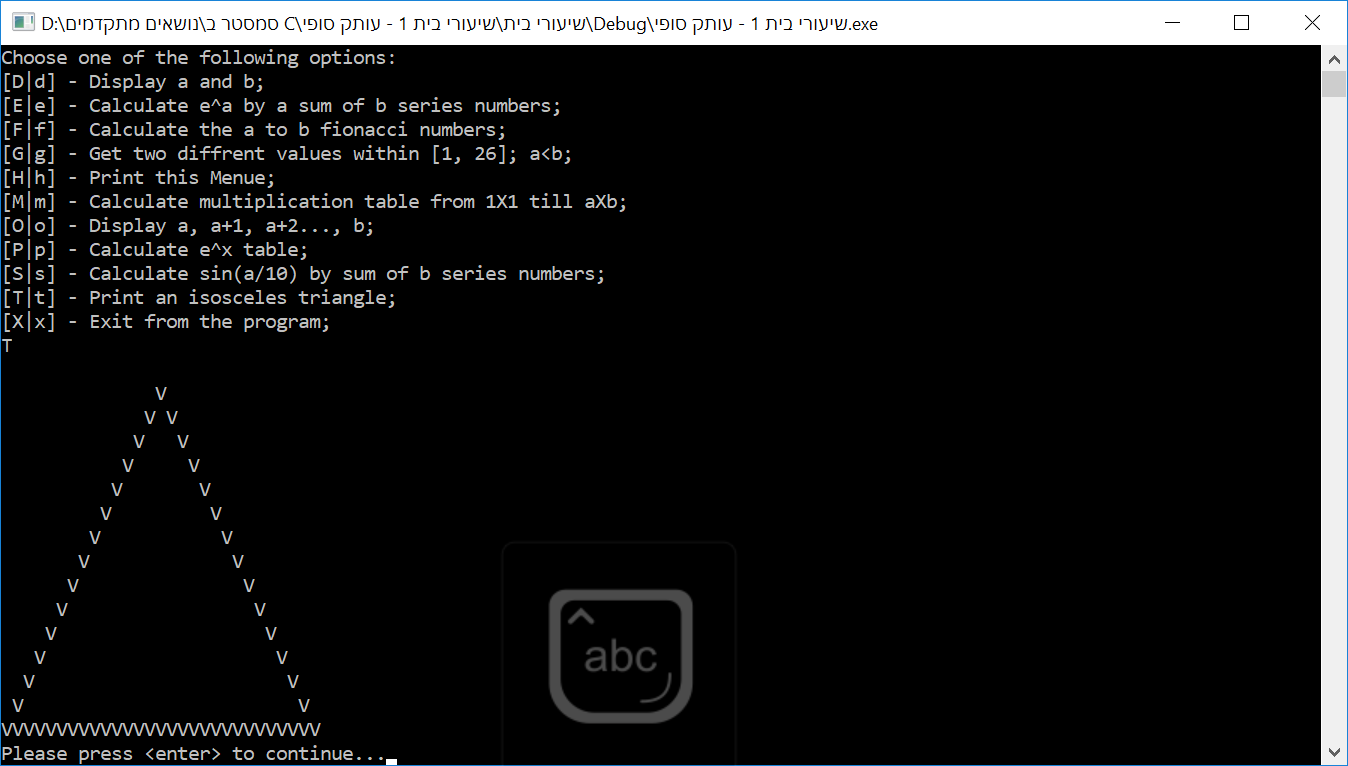 D:\סמסטר ב\נושאים מתקדמים C\שיעורי בית\שיעורי בית 1 - עותק סופי\Debug\שיעורי בית 1 - עותק סופי.exe
Choose one of the following options:
[D|d] - Display a and b;
[E|e] - Calculate e^a by a sum of b series numbers;
[F|f] - Calculate the a to b fionacci numbers;
[G|g] - Get two diffrent values within [1, 26]; a<b;
[H|h] - Print this Menue;
[M|m] - Calculate multiplication table from 1X1 till aXb;
[O|o] - Display a, a+1, a+2..., b;
[P|p] - Calculate e^x table;
[S|s] - Calculate sin(a/10) by sum of b series numbers;
[T|t] - Print an isosceles triangle;
[X|x] - Exit from the program;
T
              V
             V V
            V   V
           V     V
          V       V
         V         V
        V           V
       V             V
      V               V
     V                 V
    V                   V
   V                     V
  V                       V
 V                         V
VVVVVVVVVVVVVVVVVVVVVVVVVVVVV
Please press <enter> to continue...
abc